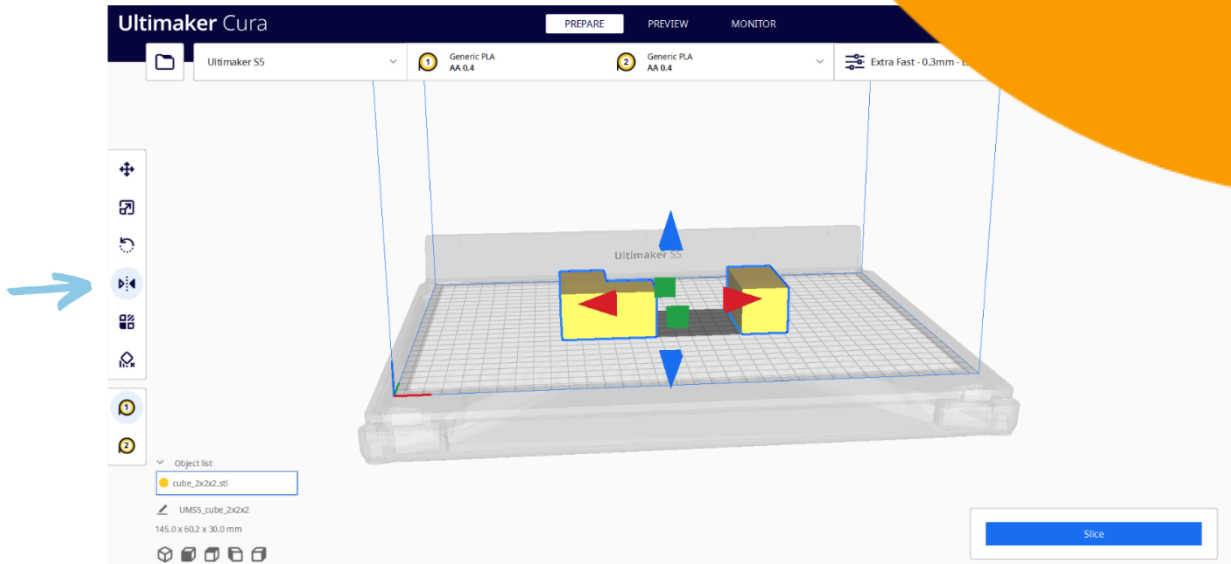 Ultimaker Cura
PREPARE PREVIEW MONITOR
Ultimaker S5
1 Generic PLA
AA 0.4
2 Generic PLA
AA 0.4
Extra Fast - 0.3mm -
Ultimaker S5
1
2
Object list
cube_2x2x2.stl
UMS5_cube_2x2x2
145.0 x 60.2 x 30.0 mm
Slice